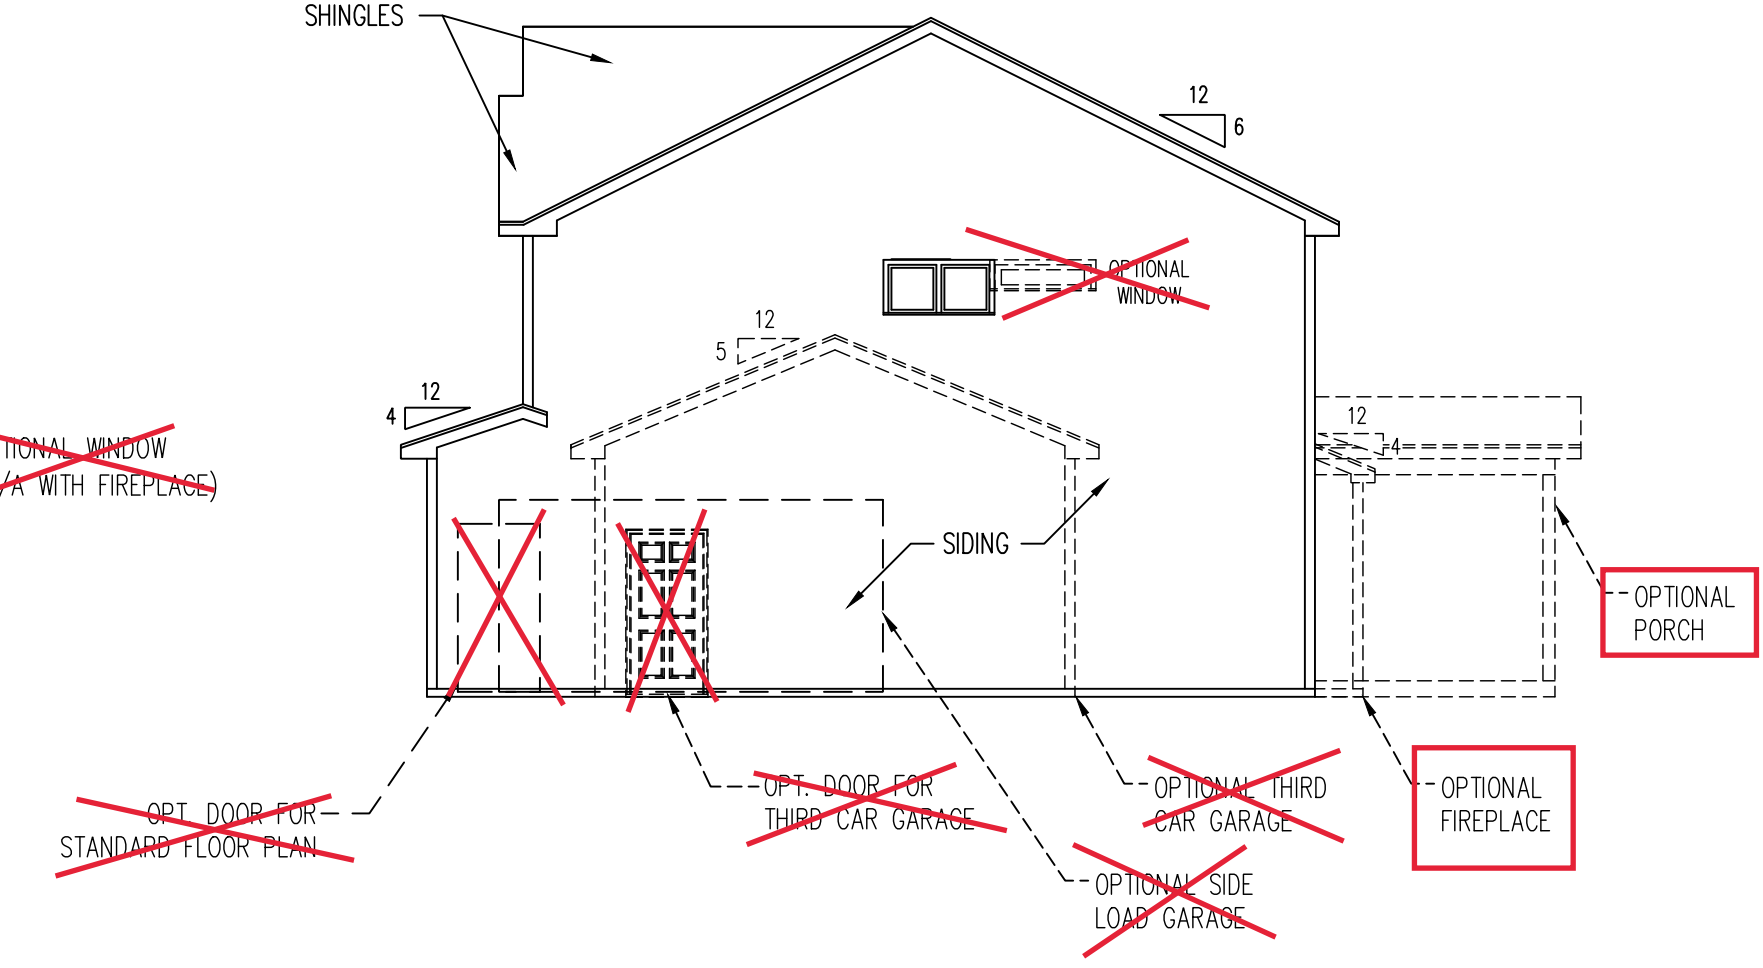 SHINGLES
12
6
OPTIONAL
WINDOW
12
5
12
4
TIONAL WINDOW
/A WITH FIREPLACE)
12
4
SIDING
OPTIONAL
PORCH
OPT. DOOR FOR
STANDARD FLOOR PLAN
OPT. DOOR FOR
THIRD CAR GARAGE
OPTIONAL THIRD
CAR GARAGE
OPTIONAL
FIREPLACE
OPTIONAL SIDE
LOAD GARAGE